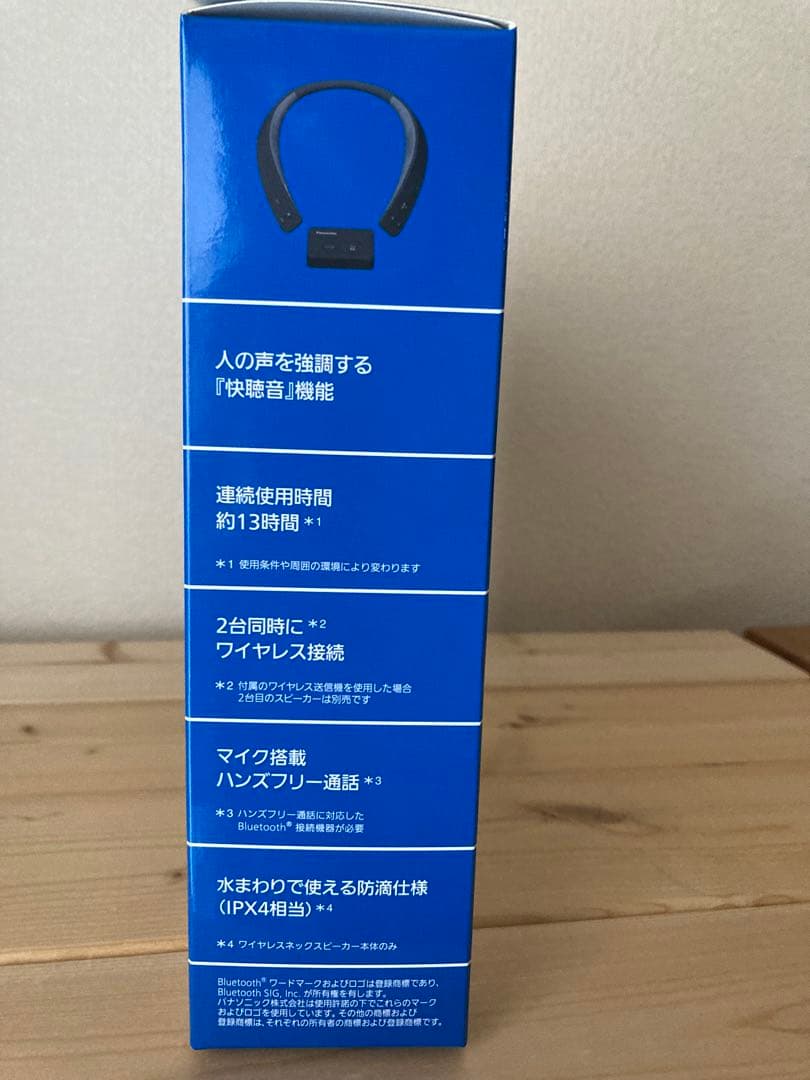 Panasonic
人の声を強調する
『快聴音』機能
連続使用時間
約13時間*1
*1 使用条件や周囲の環境により変わります
2台同時に*2
ワイヤレス接続
*2 付属のワイヤレス送信機を使用した場合
2台目のスピーカーは別売です
マイク搭載
ハンズフリー通話*3
*3 ハンズフリー通話に対応した
Bluetooth® 接続機器が必要
水まわりで使える防滴仕様
（IPX4相当）*4
*4 ワイヤレスネックスピーカー本体のみ
Bluetooth® ワードマークおよびロゴは登録商標であり、
Bluetooth SIG, Inc. が所有権を有します。
パナソニック株式会社は使用許諾の下でこれらのマーク
およびロゴを使用しています。その他の商標および
登録商標は、それぞれの所有者の商標および登録商標です。